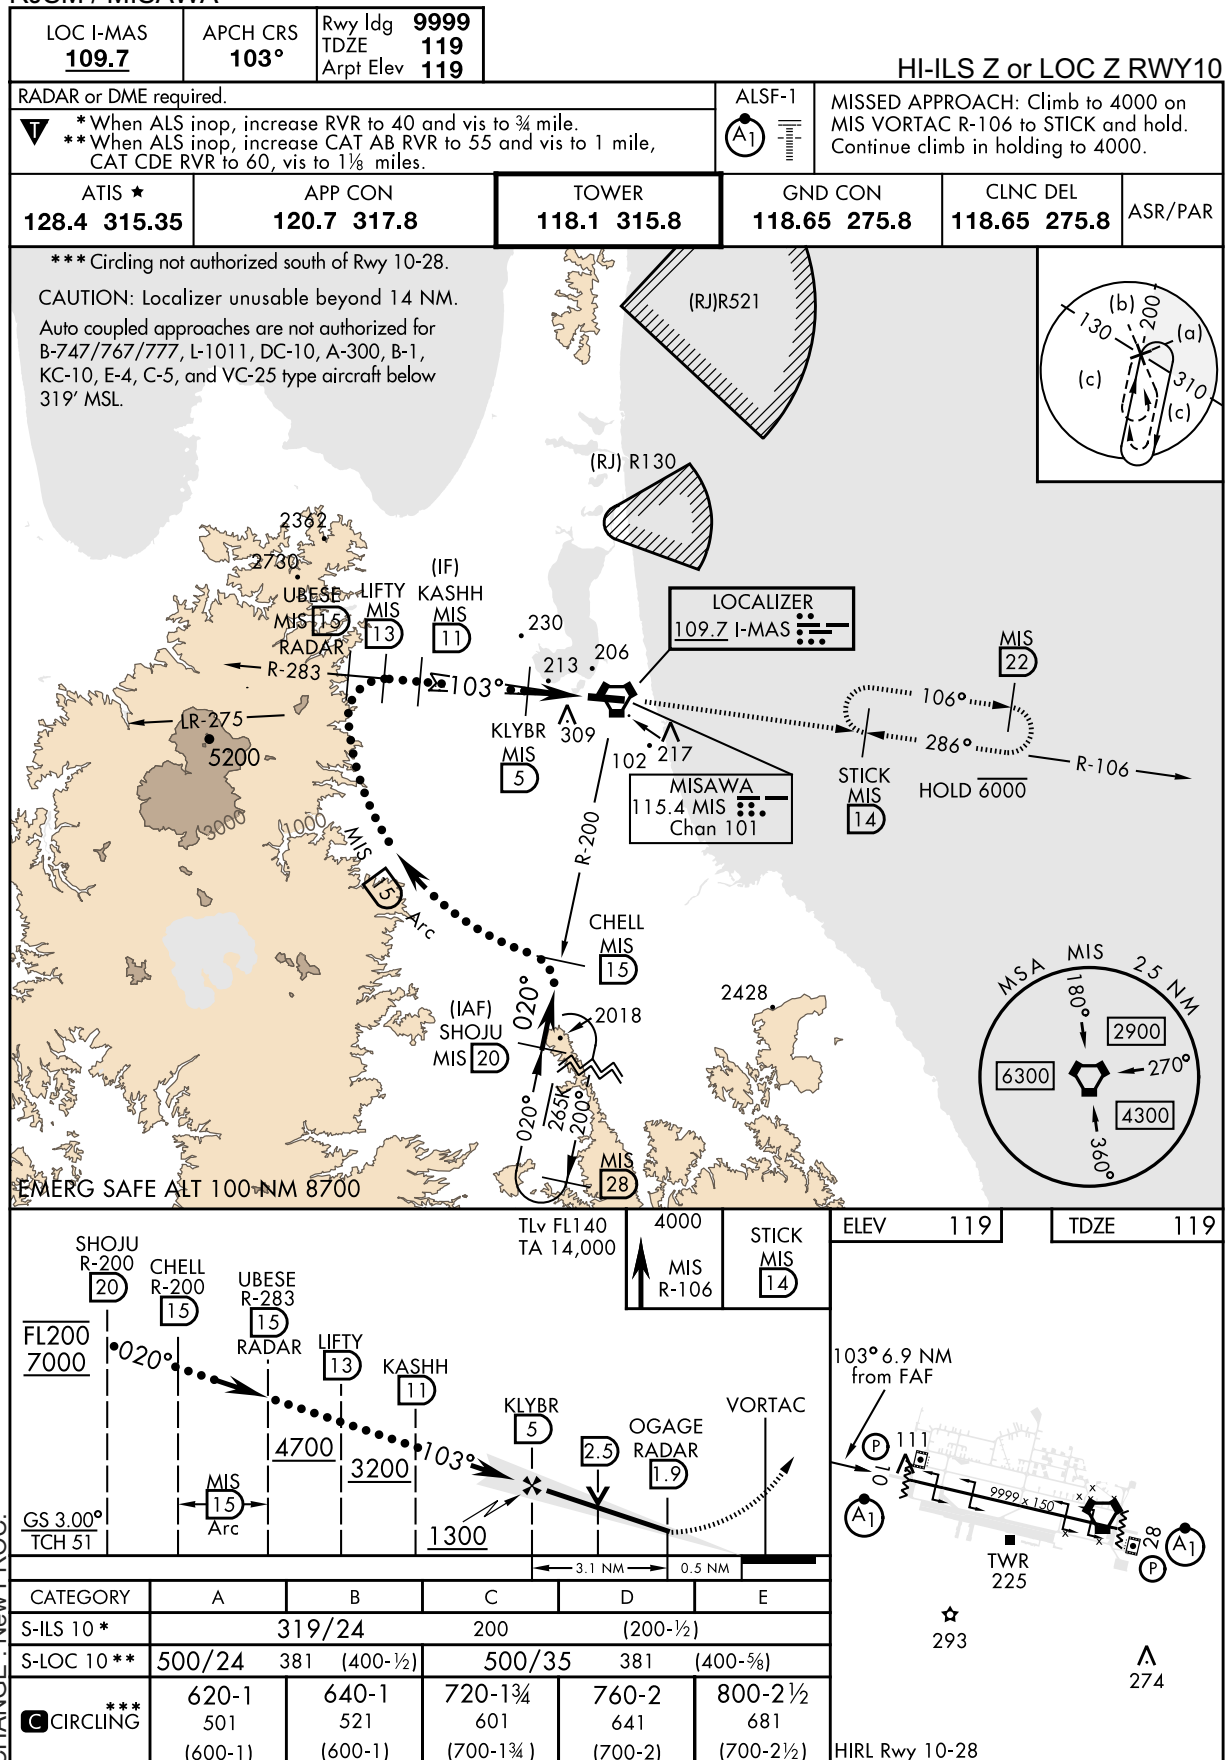 LOC I-MAS
109.7
APCH CRS
103°
Rwy ldg 9999
TDZE 119
Arpt Elev 119
HI-ILS Z or LOC Z RWY10
RADAR or DME required.
* When ALS inop, increase RVR to 40 and vis to ¾ mile.
** When ALS inop, increase CAT AB RVR to 55 and vis to 1 mile,
CAT CDE RVR to 60, vis to 1⅛ miles.
T
ALSF-1
A1
MISSED APPROACH: Climb to 4000 on
MIS VORTAC R-106 to STICK and hold.
Continue climb in holding to 4000.
ATIS ★
128.4 315.35
APP CON
120.7 317.8
TOWER
118.1 315.8
GND CON
118.65 275.8
CLNC DEL
118.65 275.8
ASR/PAR
*** Circling not authorized south of Rwy 10-28.
CAUTION: Localizer unusable beyond 14 NM.
Auto coupled approaches are not authorized for
B-747/767/777, L-1011, DC-10, A-300, B-1,
KC-10, E-4, C-5, and VC-25 type aircraft below
319' MSL.
(RJ)R521
(b)
200
130
(a)
(c)
310
(c)
(RJ) R130
2362
2730
UBESE
MIS 15
RADAR
LIFTY
MIS
13
(IF)
KASHH
MIS
11
230
213
206
LOCALIZER
109.7 I-MAS
MIS
22
R-283
103°
106°
286°
LR-275
5200
KLYBR
MIS
5
309
102
217
R-106
STICK
MIS
14
HOLD 6000
MISAWA
115.4 MIS
Chan 101
3000
1000
MIS 15 Arc
R-200
CHELL
MIS
15
020°
(IAF)
SHOJU
MIS 20
2018
2428
020°
265K
200°
MIS
28
MSA MIS 25 NM
180°
2900
270°
6300
4300
360°
EMERG SAFE ALT 100 NM 8700
TLv FL140
TA 14,000
4000
MIS
R-106
STICK
MIS
14
ELEV 119
TDZE 119
SHOJU
R-200
20
CHELL
R-200
15
UBESE
R-283
15
RADAR
LIFTY
13
KASHH
11
KLYBR
5
2.5
OGAGE
RADAR
1.9
VORTAC
FL200
7000
020°
4700
3200
103°
1300
MIS
15
Arc
GS 3.00°
TCH 51
3.1 NM
0.5 NM
103° 6.9 NM
from FAF
P
111
10
A1
9999 x 150
TWR
225
28
P
A1
293
274
HIRL Rwy 10-28
CATEGORY A B C D E
S-ILS 10 * 319/24 200 (200-½)
S-LOC 10 ** 500/24 381 (400-½) 500/35 381 (400-⅝)
C CIRCLING ***
620-1 640-1 720-1¾ 760-2 800-2½
501 521 601 641 681
(600-1) (600-1) (700-1¾) (700-2) (700-2½)